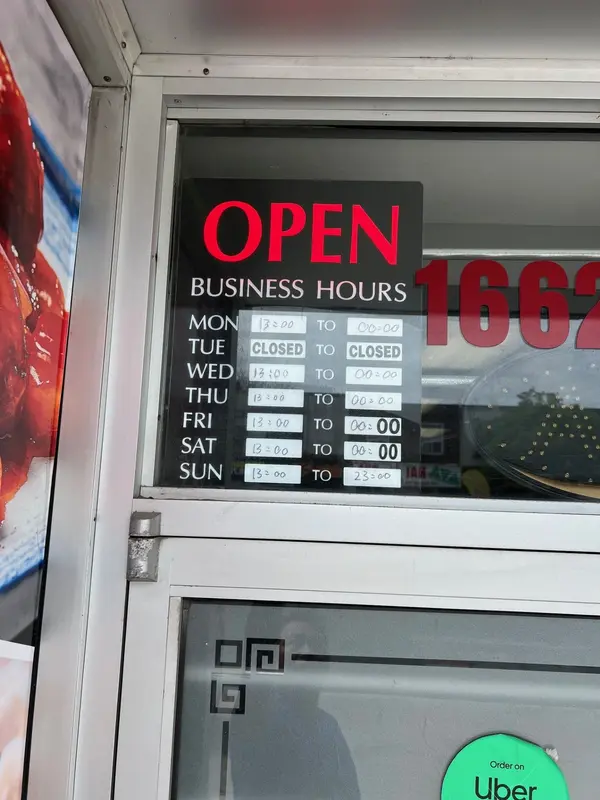 OPEN
BUSINESS HOURS
MON 13:00 TO 00:00
TUE CLOSED TO CLOSED
WED 13:00 TO 00:00
THU 13:00 TO 00:00
FRI 13:00 TO 00:00
SAT 13:00 TO 00:00
SUN 13:00 TO 23:00
1662
Order on
Uber